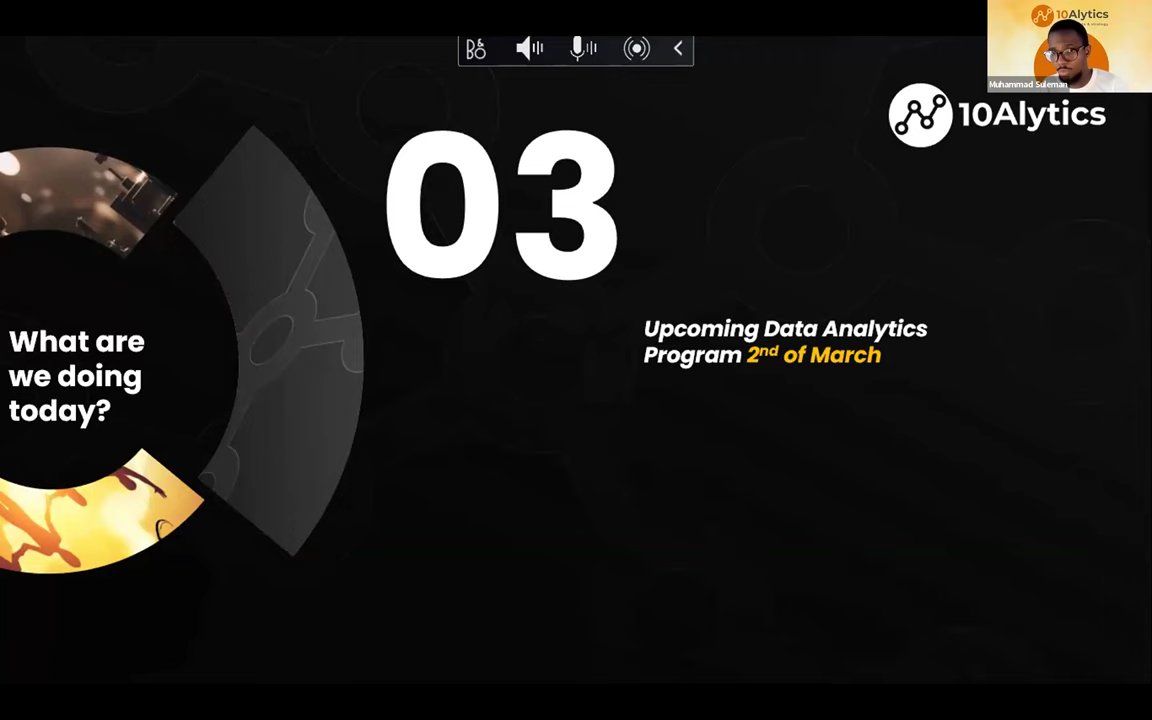 10Alytics
B&O
Muhammad Suleman
10Alytics
03
Upcoming Data Analytics
Program 2nd of March
What are
we doing
today?